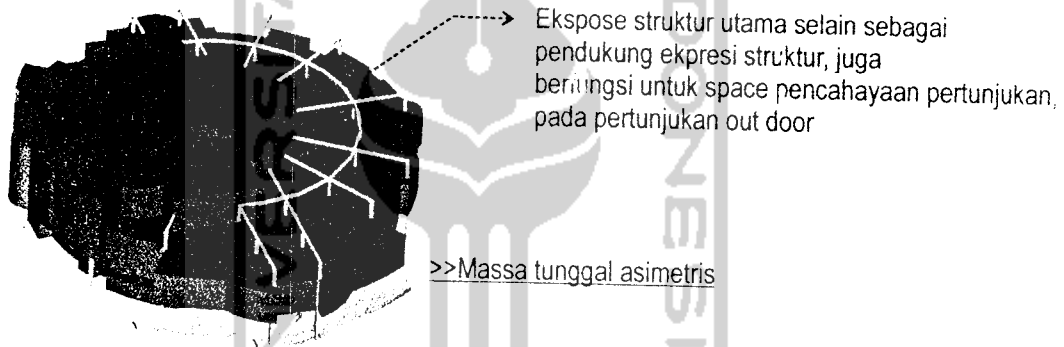 Ekspose struktur utama selain sebagai
pendukung ekpresi struktur, juga
berfungsi untuk space pencahayaan pertunjukan,
pada pertunjukan out door
>>Massa tunggal asimetris